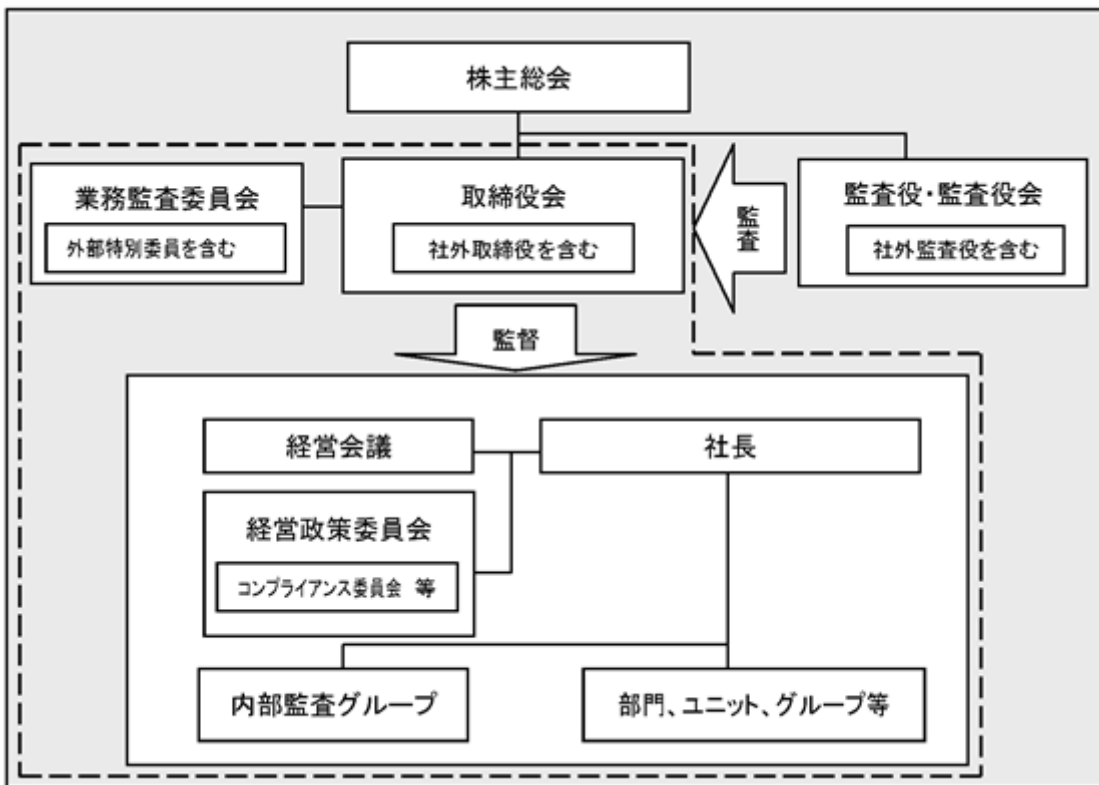 株主総会
業務監査委員会
外部特別委員を含む
取締役会
社外取締役を含む
監査
監査役・監査役会
社外監査役を含む
監督
経営会議
社長
経営政策委員会
コンプライアンス委員会 等
内部監査グループ
部門、ユニット、グループ等